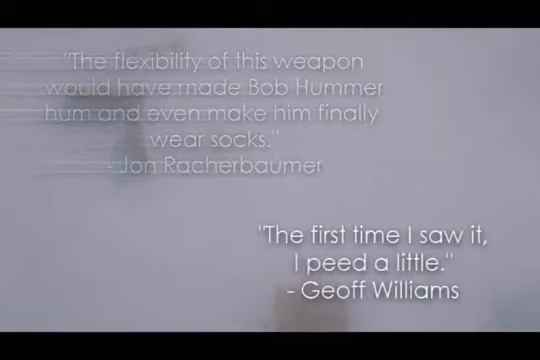 "The flexibility of this weapon
would have made Bob Hummer
hum and even make him finally
wear socks."
- Jon Racherbaumer
"The first time I saw it,
I peed a little."
- Geoff Williams